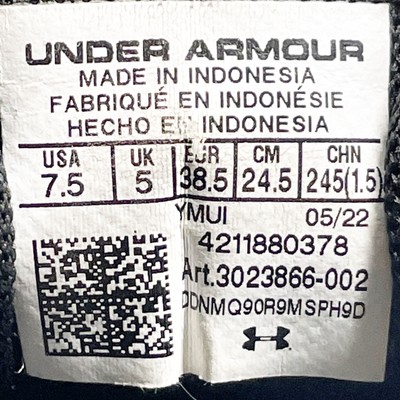 UNDER ARMOUR
MADE IN INDONESIA
FABRIQUÉ EN INDONÉSIE
HECHO EN INDONESIA
USA UK EUR CM CHN
7.5 5 38.5 24.5 245(1.5)
YMUI 05/22
4211880378
Art.3023866-002